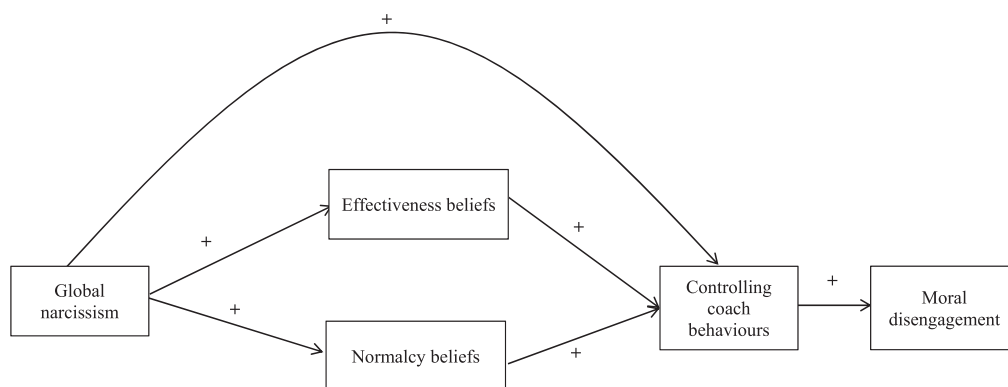 +
Effectiveness beliefs
+
+
Global
narcissism
Controlling
coach
behaviours
+
Moral
disengagement
+
Normalcy beliefs
+